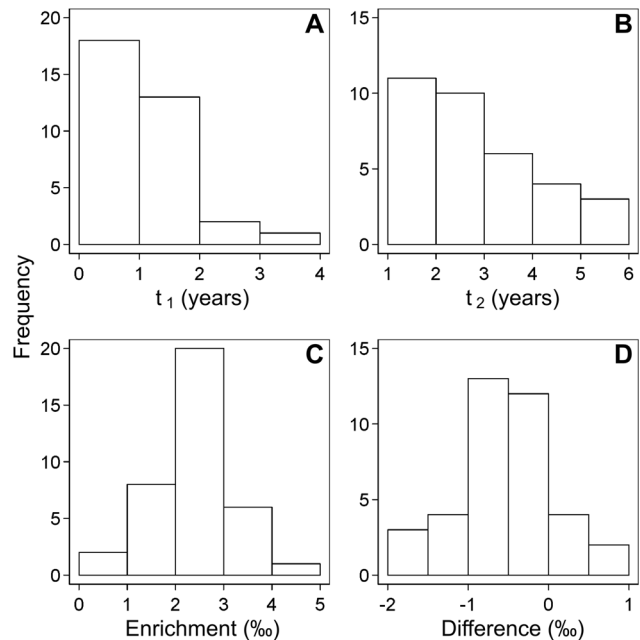 A
20
15
10
5
0
0 1 2 3 4
t 1 (years)
B
15
10
5
0
1 2 3 4 5 6
t 2 (years)
Frequency
C
20
15
10
5
0
0 1 2 3 4 5
Enrichment (‰)
D
15
10
5
0
-2 -1 0 1
Difference (‰)